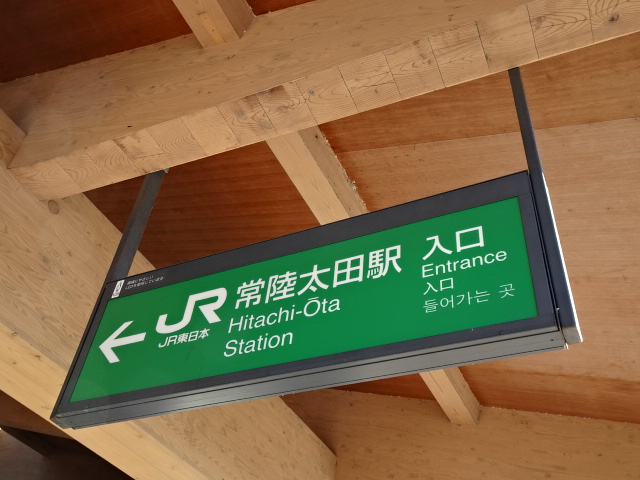 JR
JR東日本
常陸太田駅
Hitachi-Ōta
Station
入口
Entrance
入口
들어가는 곳